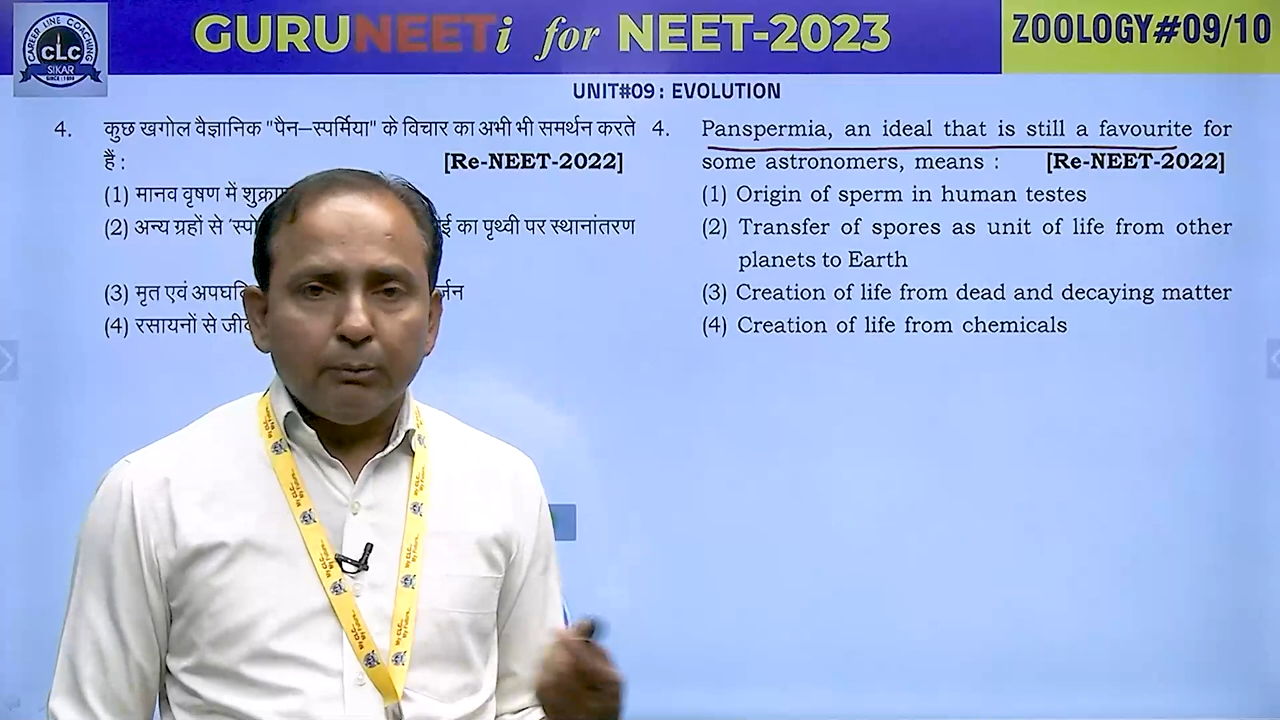 CAREER LINE COACHING
CLC
SIKAR
SINCE : 1996
GURUNEETi for NEET-2023
ZOOLOGY#09/10
UNIT#09 : EVOLUTION
4. कुछ खगोल वैज्ञानिक "पैन–स्पर्मिया" के विचार का अभी भी समर्थन करते
हैं : [Re-NEET-2022]
(1) मानव वृषण में
(2) अन्य ग्रहों से का पृथ्वी पर स्थानांतरण
(3) मृत एवं
(4) रसायनों से
4. Panspermia, an ideal that is still a favourite for
some astronomers, means : [Re-NEET-2022]
(1) Origin of sperm in human testes
(2) Transfer of spores as unit of life from other
planets to Earth
(3) Creation of life from dead and decaying matter
(4) Creation of life from chemicals